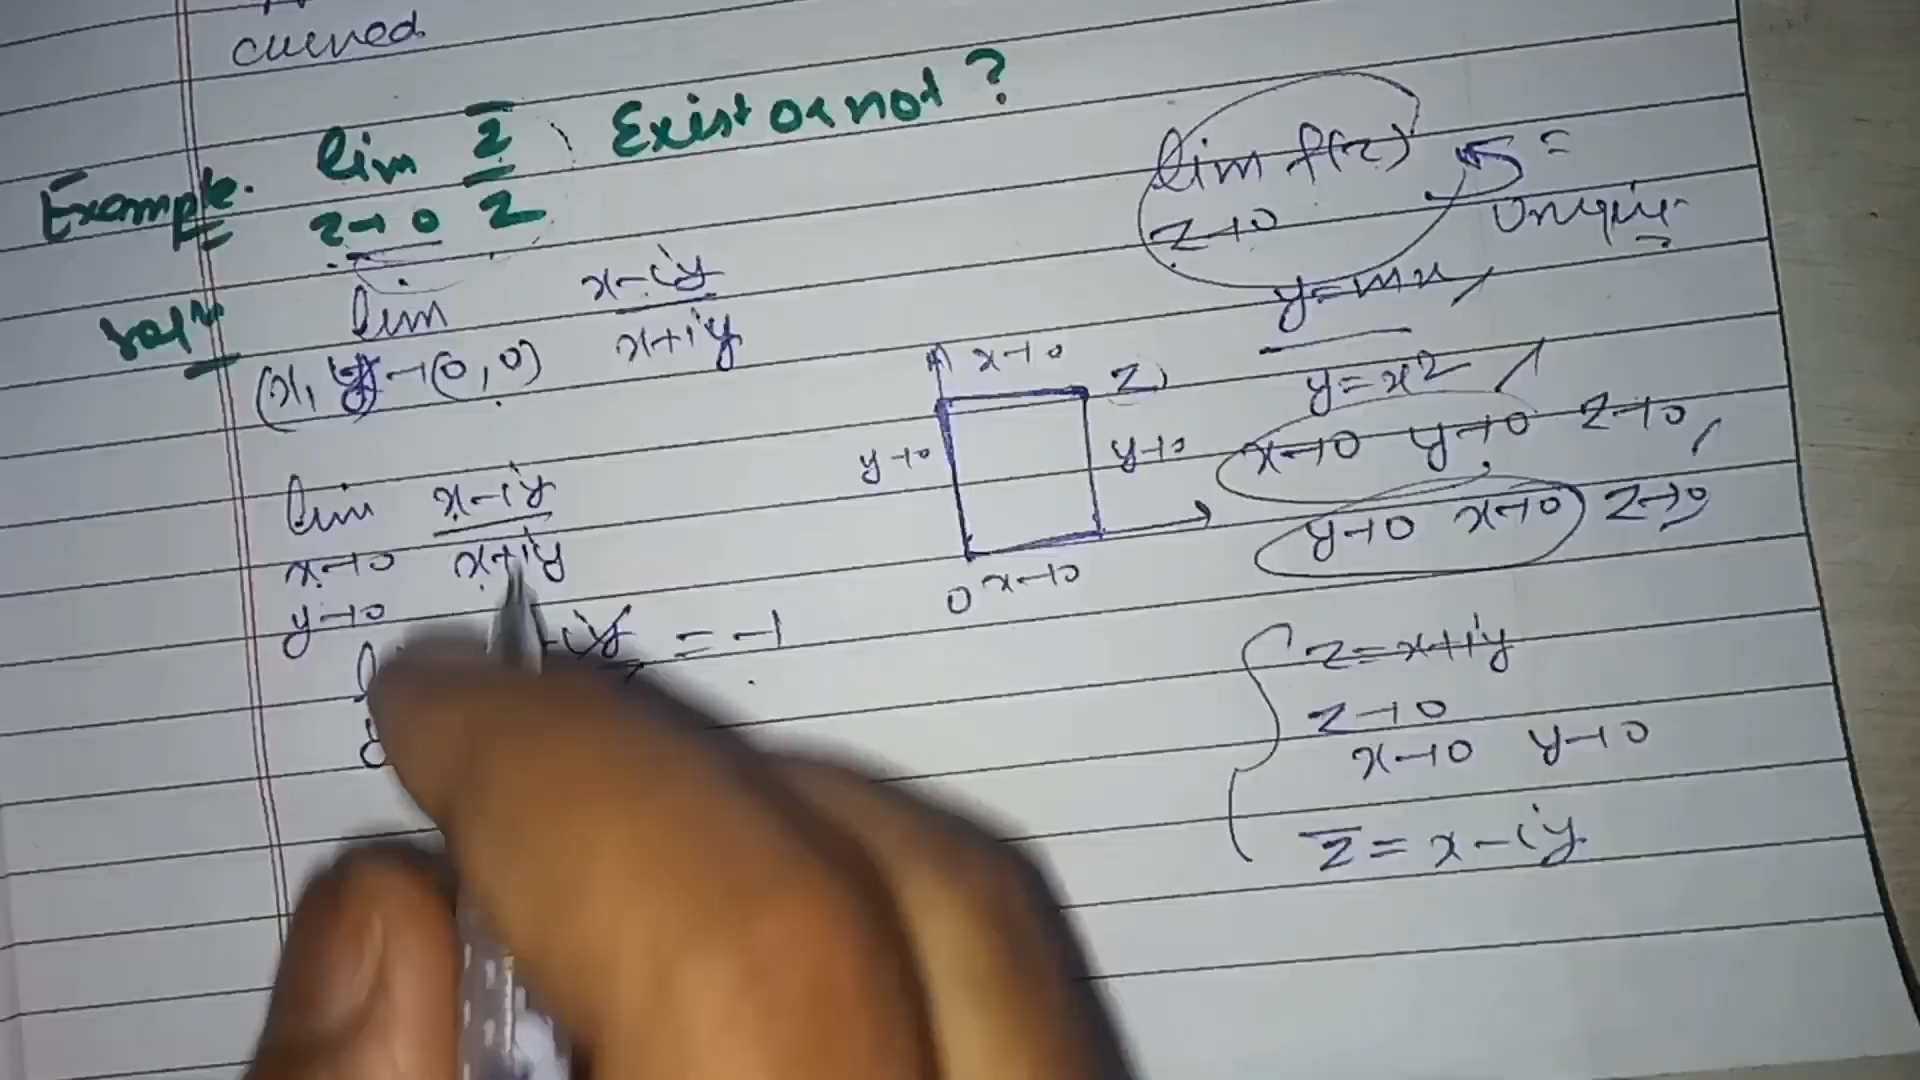 curved
Example. lim z̄/z Exist or not?
z→0
Solⁿ lim (x-iy)/(x+iy)
(x, y)→(0, 0)
lim (x-iy)/(x+iy)
x→0
y→0
-iy = -1
x→0
z
y→0 y→0
0 x→0
lim f(z) =
z→0 Unique
y=mx
y=x²
x→0 y→0 z→0
y→0 x→0 z→0
z=x+iy
z→0
x→0 y→0
z̄=x-iy